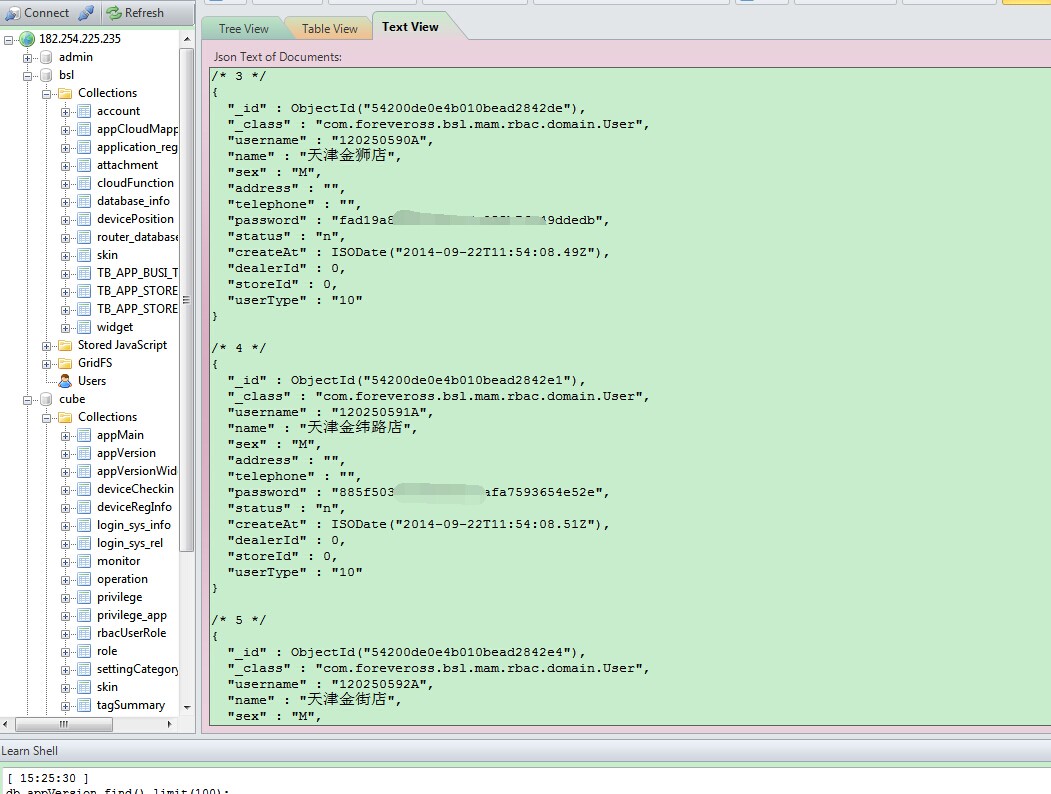 Connect Refresh
182.254.225.235
admin
bsl
Collections
account
appCloudMapp
application_reg
attachment
cloudFunction
database_info
devicePosition
router_database
skin
TB_APP_BUSI_T
TB_APP_STORE
TB_APP_STORE
widget
Stored JavaScript
GridFS
Users
cube
Collections
appMain
appVersion
appVersionWid
deviceCheckin
deviceRegInfo
login_sys_info
login_sys_rel
monitor
operation
privilege
privilege_app
rbacUserRole
role
settingCategory
skin
tagSummary
Tree View Table View Text View
Json Text of Documents:
/* 3 */
{
"_id" : ObjectId("54200de0e4b010bead2842de"),
"_class" : "com.foreveross.bsl.mam.rbac.domain.User",
"username" : "120250590A",
"name" : "天津金狮店",
"sex" : "M",
"address" : "",
"telephone" : "",
"password" : "fad19a8 19ddedb",
"status" : "n",
"createAt" : ISODate("2014-09-22T11:54:08.49Z"),
"dealerId" : 0,
"storeId" : 0,
"userType" : "10"
}
/* 4 */
{
"_id" : ObjectId("54200de0e4b010bead2842e1"),
"_class" : "com.foreveross.bsl.mam.rbac.domain.User",
"username" : "120250591A",
"name" : "天津金纬路店",
"sex" : "M",
"address" : "",
"telephone" : "",
"password" : "885f503 afa7593654e52e",
"status" : "n",
"createAt" : ISODate("2014-09-22T11:54:08.51Z"),
"dealerId" : 0,
"storeId" : 0,
"userType" : "10"
}
/* 5 */
{
"_id" : ObjectId("54200de0e4b010bead2842e4"),
"_class" : "com.foreveross.bsl.mam.rbac.domain.User",
"username" : "120250592A",
"name" : "天津金街店",
"sex" : "M",
Learn Shell
[ 15:25:30 ]
db.appVersion.find().limit(100);